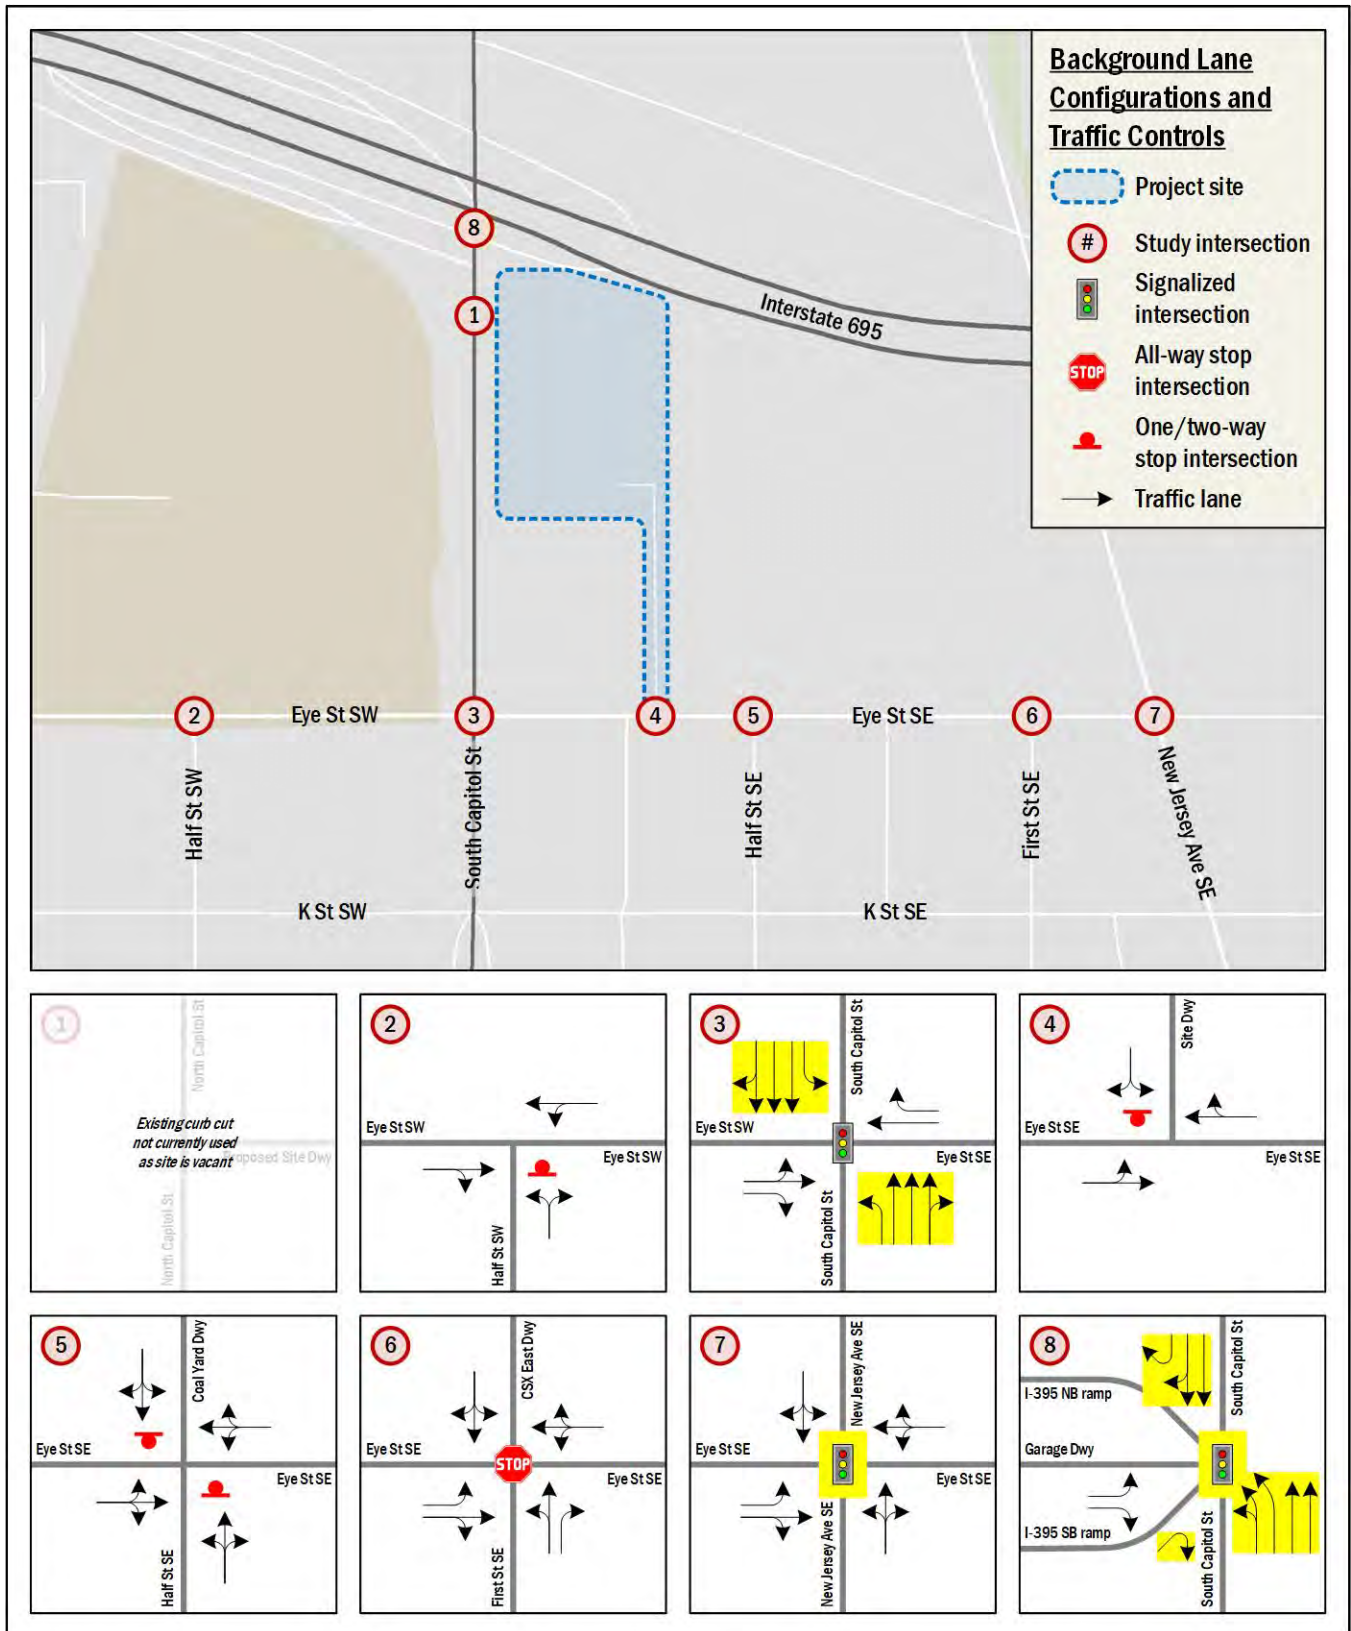 Background Lane
Configurations and
Traffic Controls
Project site
#
Study intersection
Signalized
intersection
STOP
All-way stop
intersection
One/two-way
stop intersection
Traffic lane
8
1
Interstate 695
2
Eye St SW
3
4
5
Eye St SE
6
7
Half St SW
South Capitol St
Half St SE
First St SE
New Jersey Ave SE
K St SW
K St SE
1
North Capitol St
Existing curb cut
not currently used
as site is vacant
Proposed Site Dwy
North Capitol St
2
Eye St SW
Eye St SW
Half St SW
3
South Capitol St
Eye St SW
Eye St SE
South Capitol St
4
Site Dwy
Eye St SE
Eye St SE
5
Coal Yard Dwy
Eye St SE
Eye St SE
Half St SE
6
CSX East Dwy
Eye St SE
STOP
Eye St SE
First St SE
7
New Jersey Ave SE
Eye St SE
Eye St SE
New Jersey Ave SE
8
South Capitol St
I-395 NB ramp
Garage Dwy
I-395 SB ramp
South Capitol St